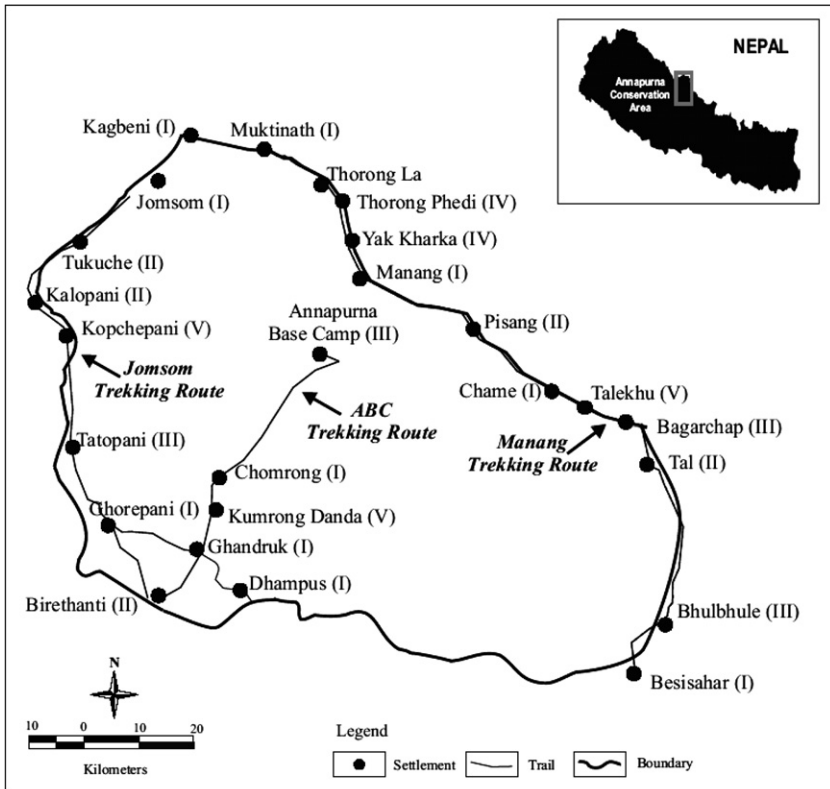 NEPAL
Annapurna
Conservation
Area
Kagbeni (I)
Muktinath (I)
Thorong La
Jomsom (I)
Thorong Phedi (IV)
Yak Kharka (IV)
Tukuche (II)
Manang (I)
Kalopani (II)
Annapurna
Base Camp (III)
Kopchepani (V)
Pisang (II)
Jomsom
Trekking Route
Chame (I)
Talekhu (V)
ABC
Trekking Route
Bagarchap (III)
Manang
Trekking Route
Tatopani (III)
Tal (II)
Chomrong (I)
Ghorepani (I)
Kumrong Danda (V)
Ghandruk (I)
Dhampus (I)
Birethanti (II)
Bhulbhule (III)
Besisahar (I)
N
10 0 10 20
Kilometers
Legend
Settlement
Trail
Boundary